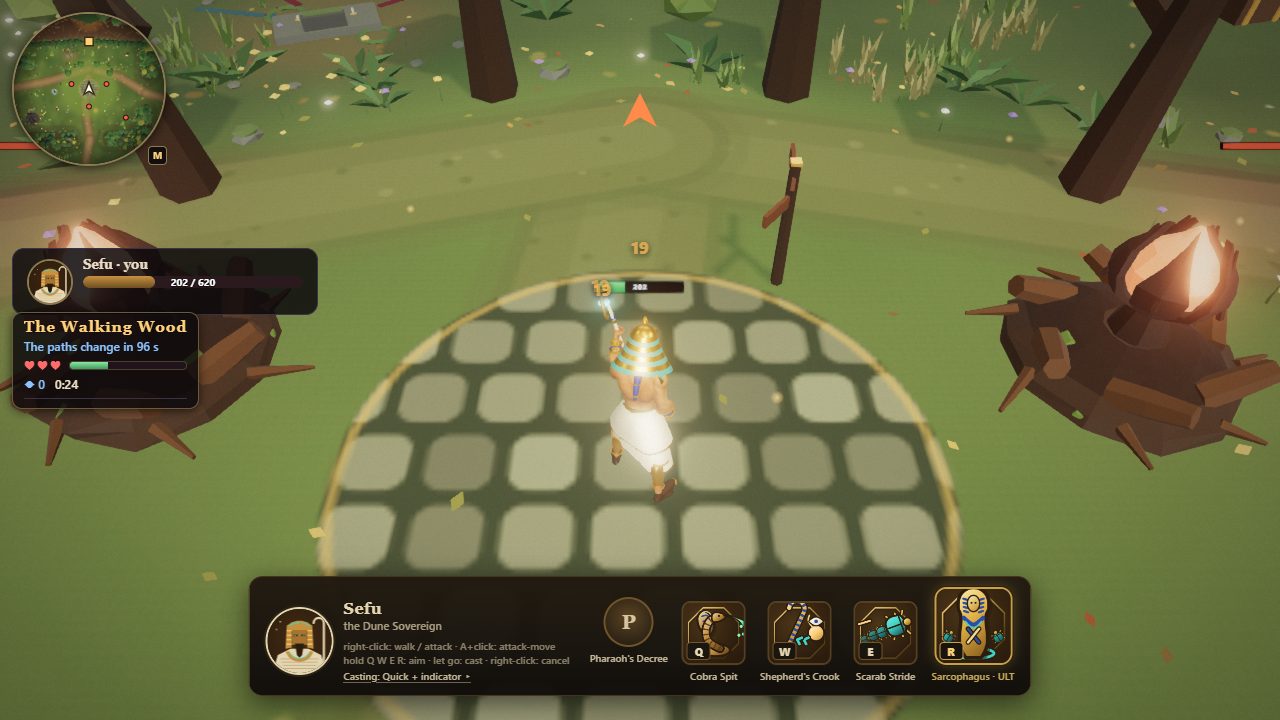 M
19
19
202
Sefu · you
202 / 620
The Walking Wood
The paths change in 96 s
0 0:24
Sefu
the Dune Sovereign
right-click: walk / attack · A+click: attack-move
hold Q W E R: aim · let go: cast · right-click: cancel
Casting: Quick + indicator ▸
P
Pharaoh's Decree
Q
Cobra Spit
W
Shepherd's Crook
E
Scarab Stride
R
Sarcophagus · ULT